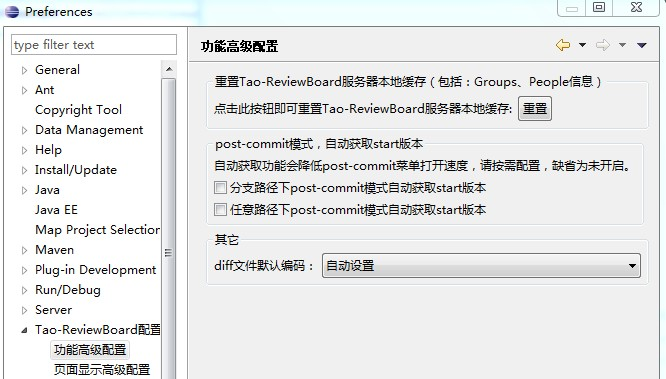 Preferences
type filter text
General
Ant
Copyright Tool
Data Management
Help
Install/Update
Java
Java EE
Map Project Selection
Maven
Plug-in Development
Run/Debug
Server
Tao-ReviewBoard配置
功能高级配置
页面显示高级配置
功能高级配置
重置Tao-ReviewBoard服务器本地缓存（包括：Groups、People信息）
点击此按钮即可重置Tao-ReviewBoard服务器本地缓存: 重置
post-commit模式，自动获取start版本
自动获取功能会降低post-commit菜单打开速度，请按需配置，缺省为未开启。
分支路径下post-commit模式自动获取start版本
任意路径下post-commit模式自动获取start版本
其它
diff文件默认编码： 自动设置